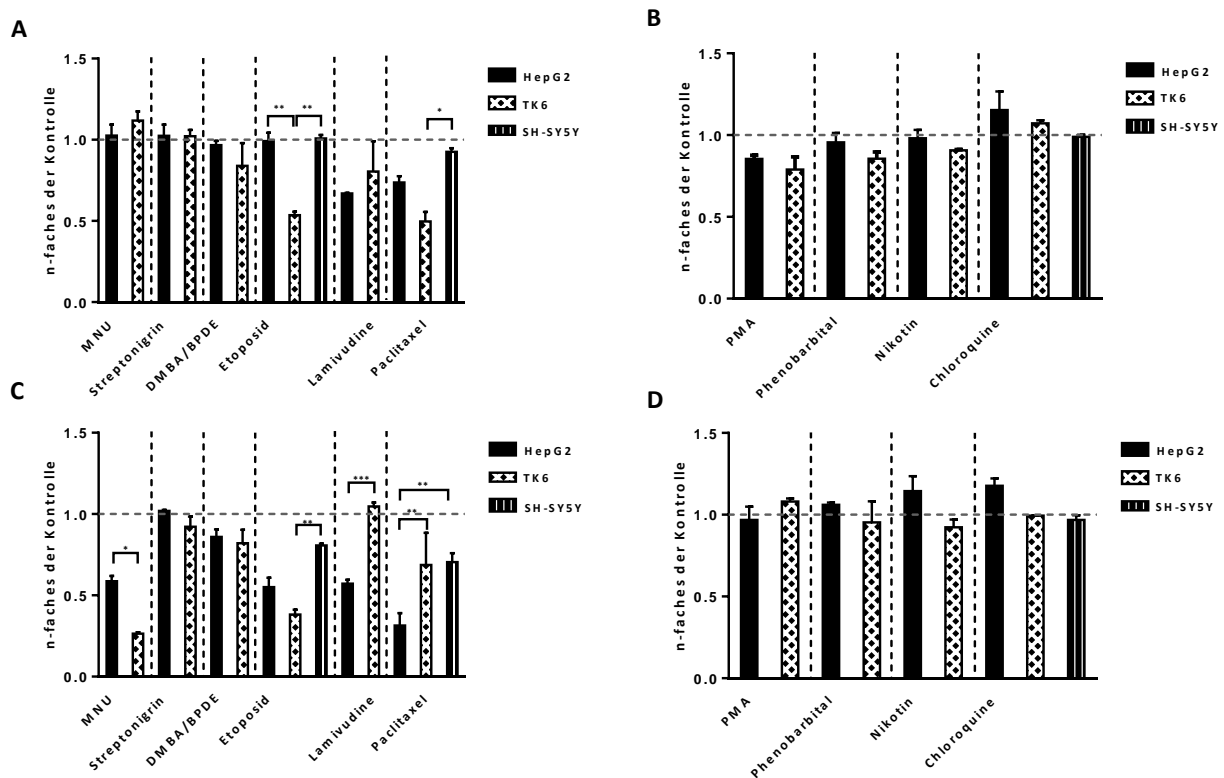 A
n-faches der Kontrolle
1.5
1.0
0.5
0.0
** **
*
HepG2
TK6
SH-SY5Y
MNU
Streptonigrin
DMBA/BPDE
Etoposid
Lamivudine
Paclitaxel
B
n-faches der Kontrolle
1.5
1.0
0.5
0.0
HepG2
TK6
SH-SY5Y
PMA
Phenobarbital
Nikotin
Chloroquine
C
n-faches der Kontrolle
1.5
1.0
0.5
0.0
*
**
***
**
**
HepG2
TK6
SH-SY5Y
MNU
Streptonigrin
DMBA/BPDE
Etoposid
Lamivudine
Paclitaxel
D
n-faches der Kontrolle
1.5
1.0
0.5
0.0
HepG2
TK6
SH-SY5Y
PMA
Phenobarbital
Nikotin
Chloroquine